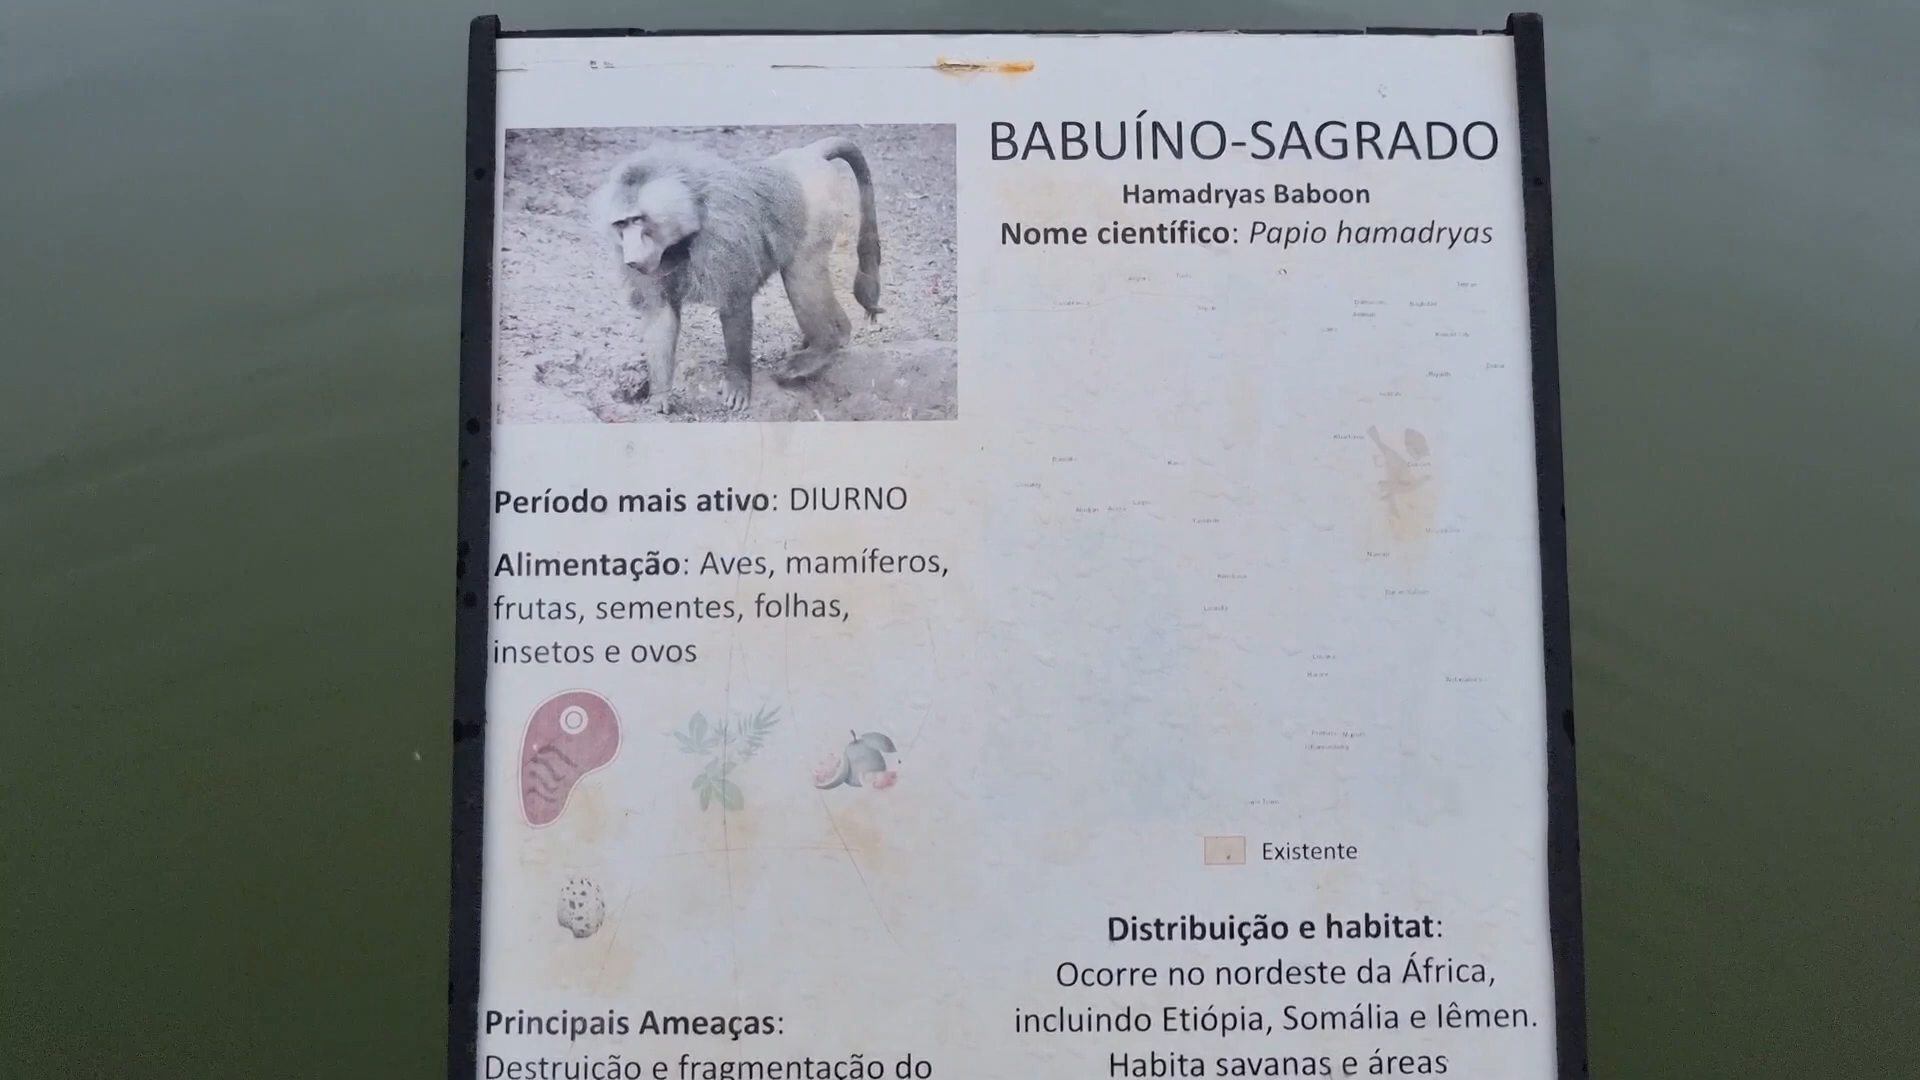 BABUÍNO-SAGRADO
Hamadryas Baboon
Nome científico: Papio hamadryas
Período mais ativo: DIURNO
Alimentação: Aves, mamíferos,
frutas, sementes, folhas,
insetos e ovos
Existente
Principais Ameaças:
Destruição e fragmentação do
Distribuição e habitat:
Ocorre no nordeste da África,
incluindo Etiópia, Somália e Iêmen.
Habita savanas e áreas